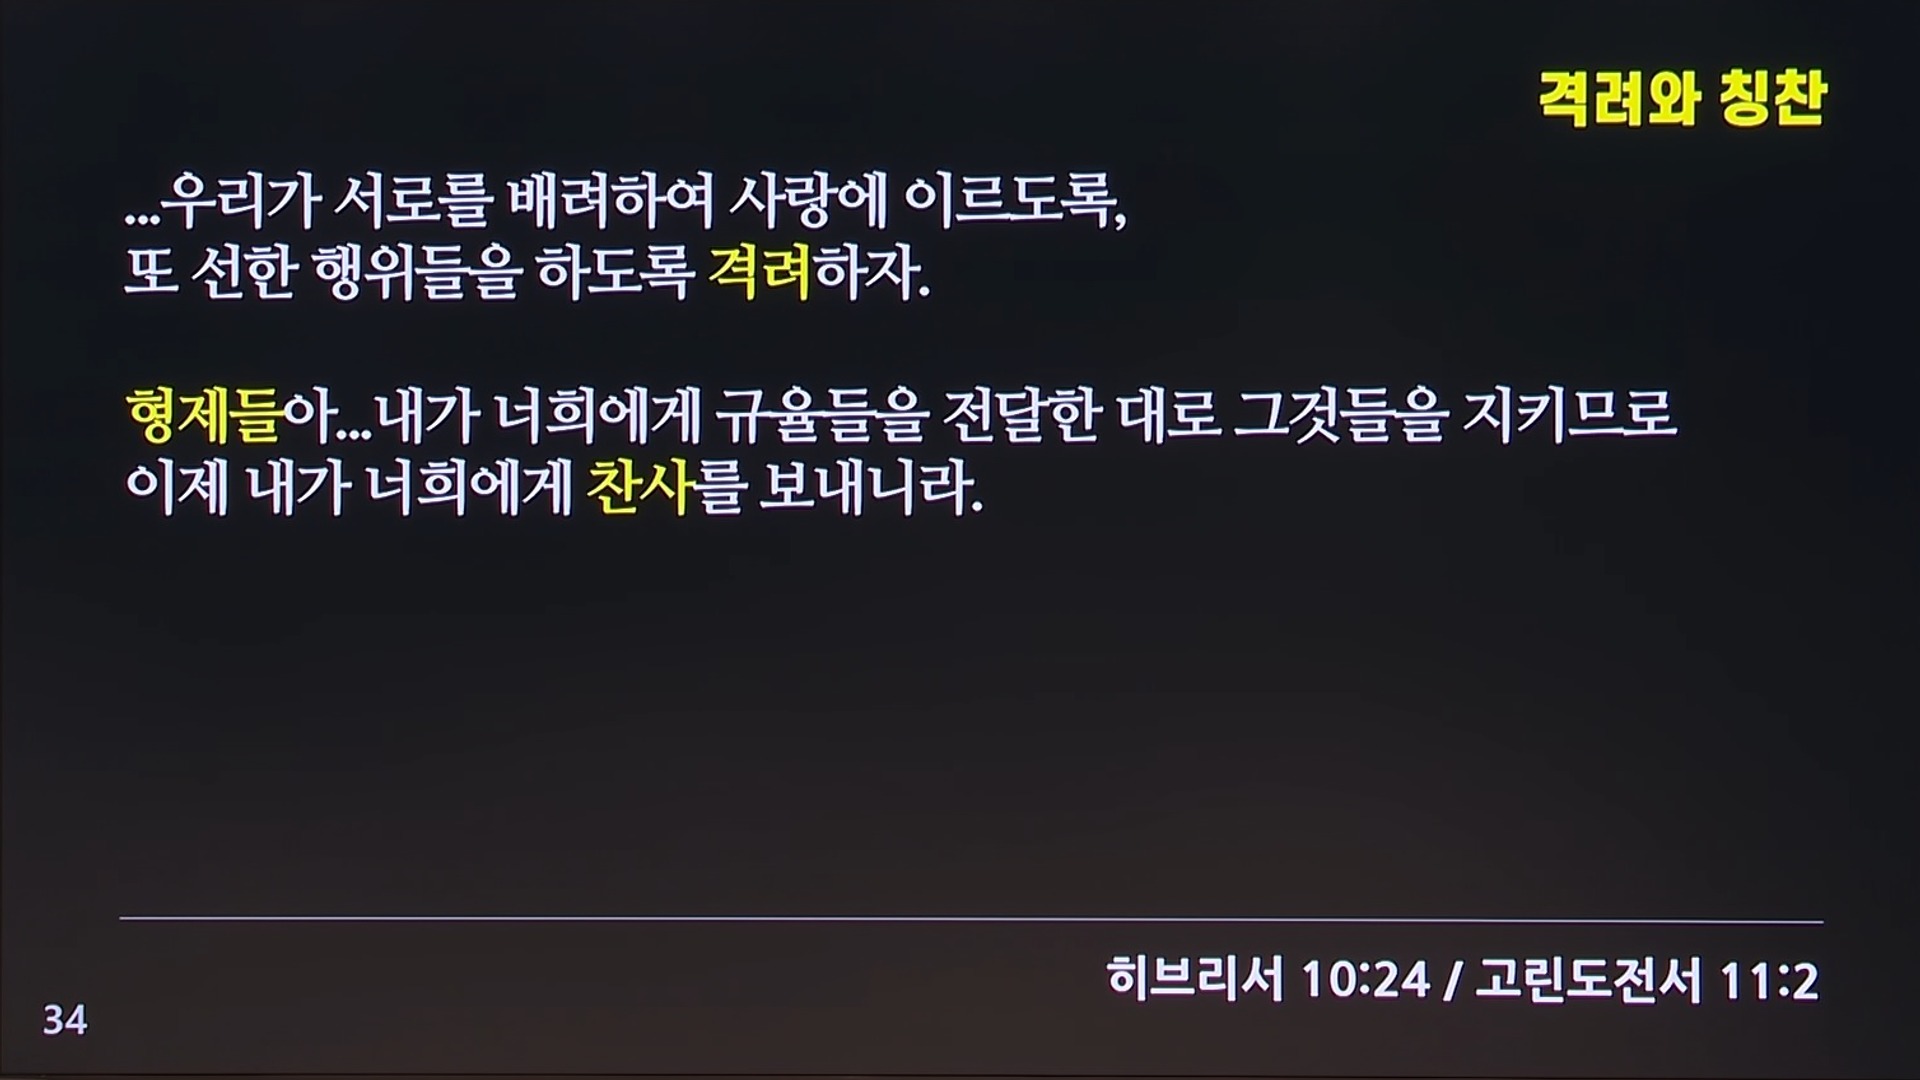 격려와 칭찬
...우리가 서로를 배려하여 사랑에 이르도록,
또 선한 행위들을 하도록 격려하자.
형제들아...내가 너희에게 규율들을 전달한 대로 그것들을 지키므로
이제 내가 너희에게 찬사를 보내니라.
히브리서 10:24 / 고린도전서 11:2
34